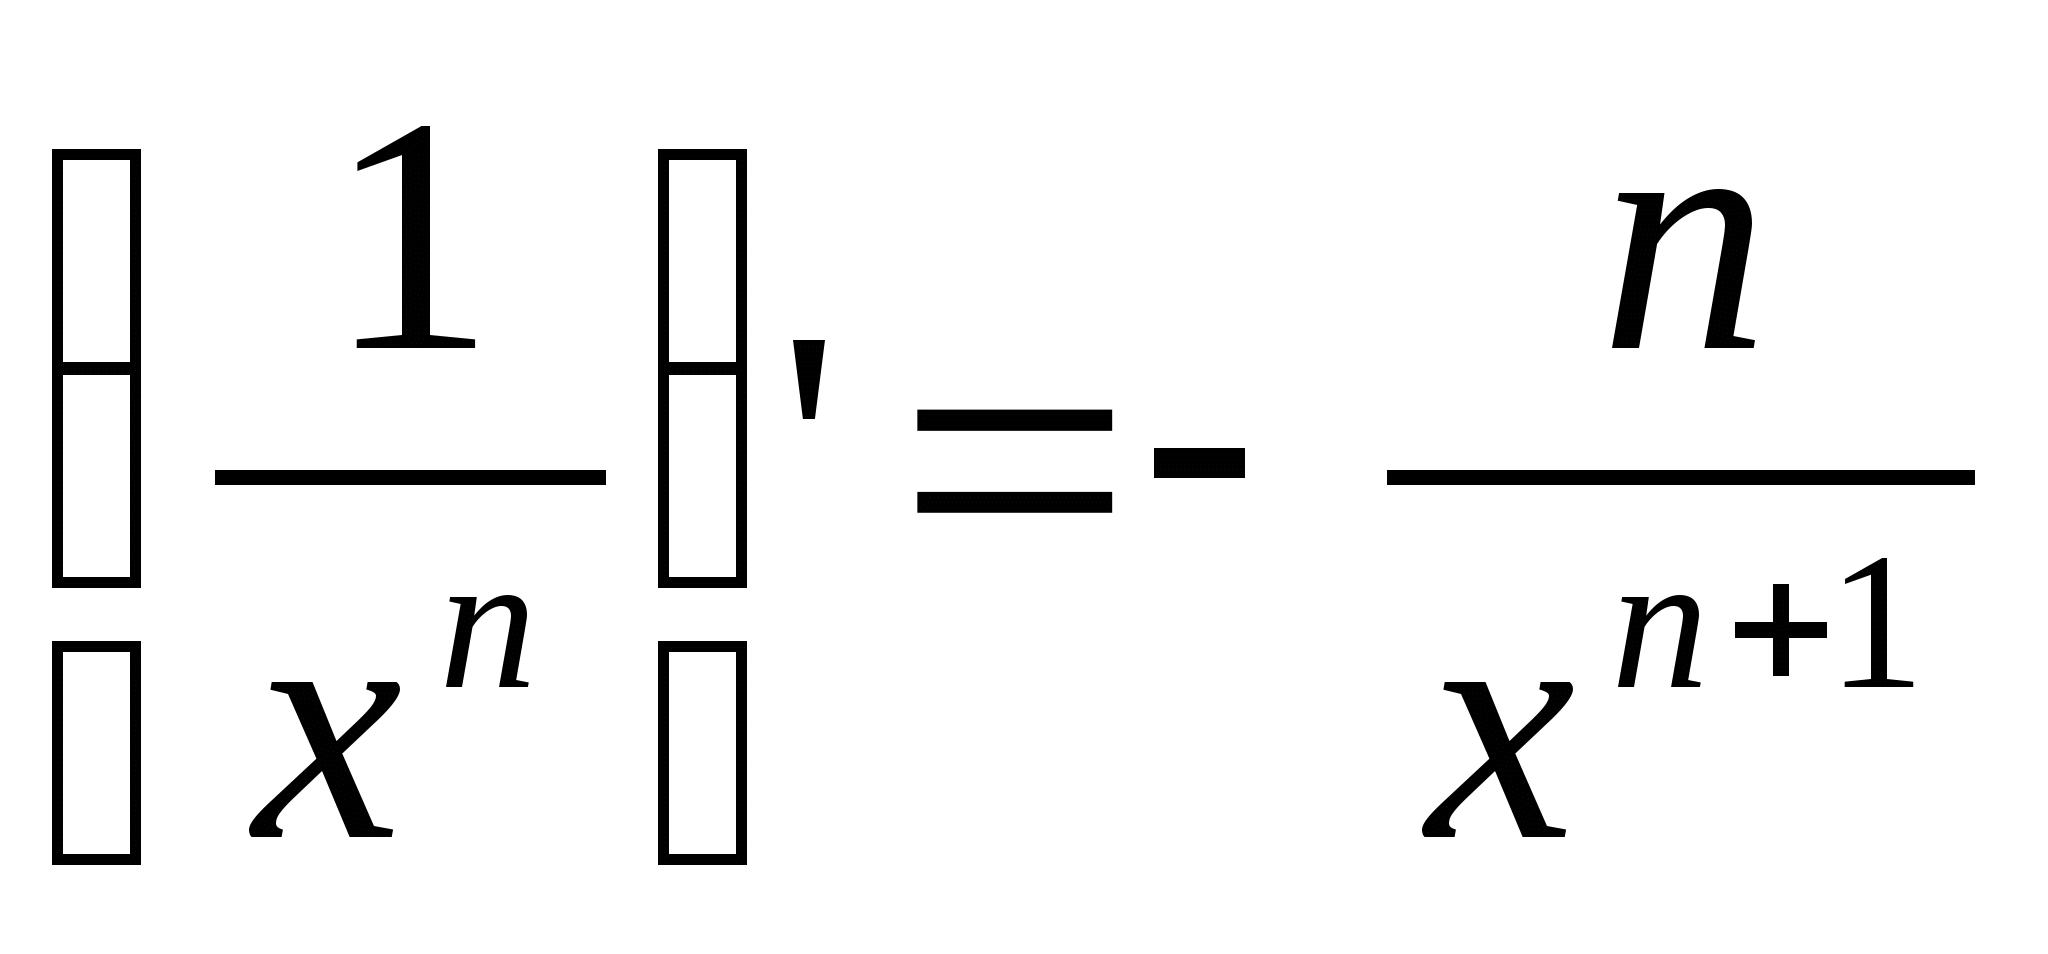 (1/x^n)' = - n/x^{n+1}